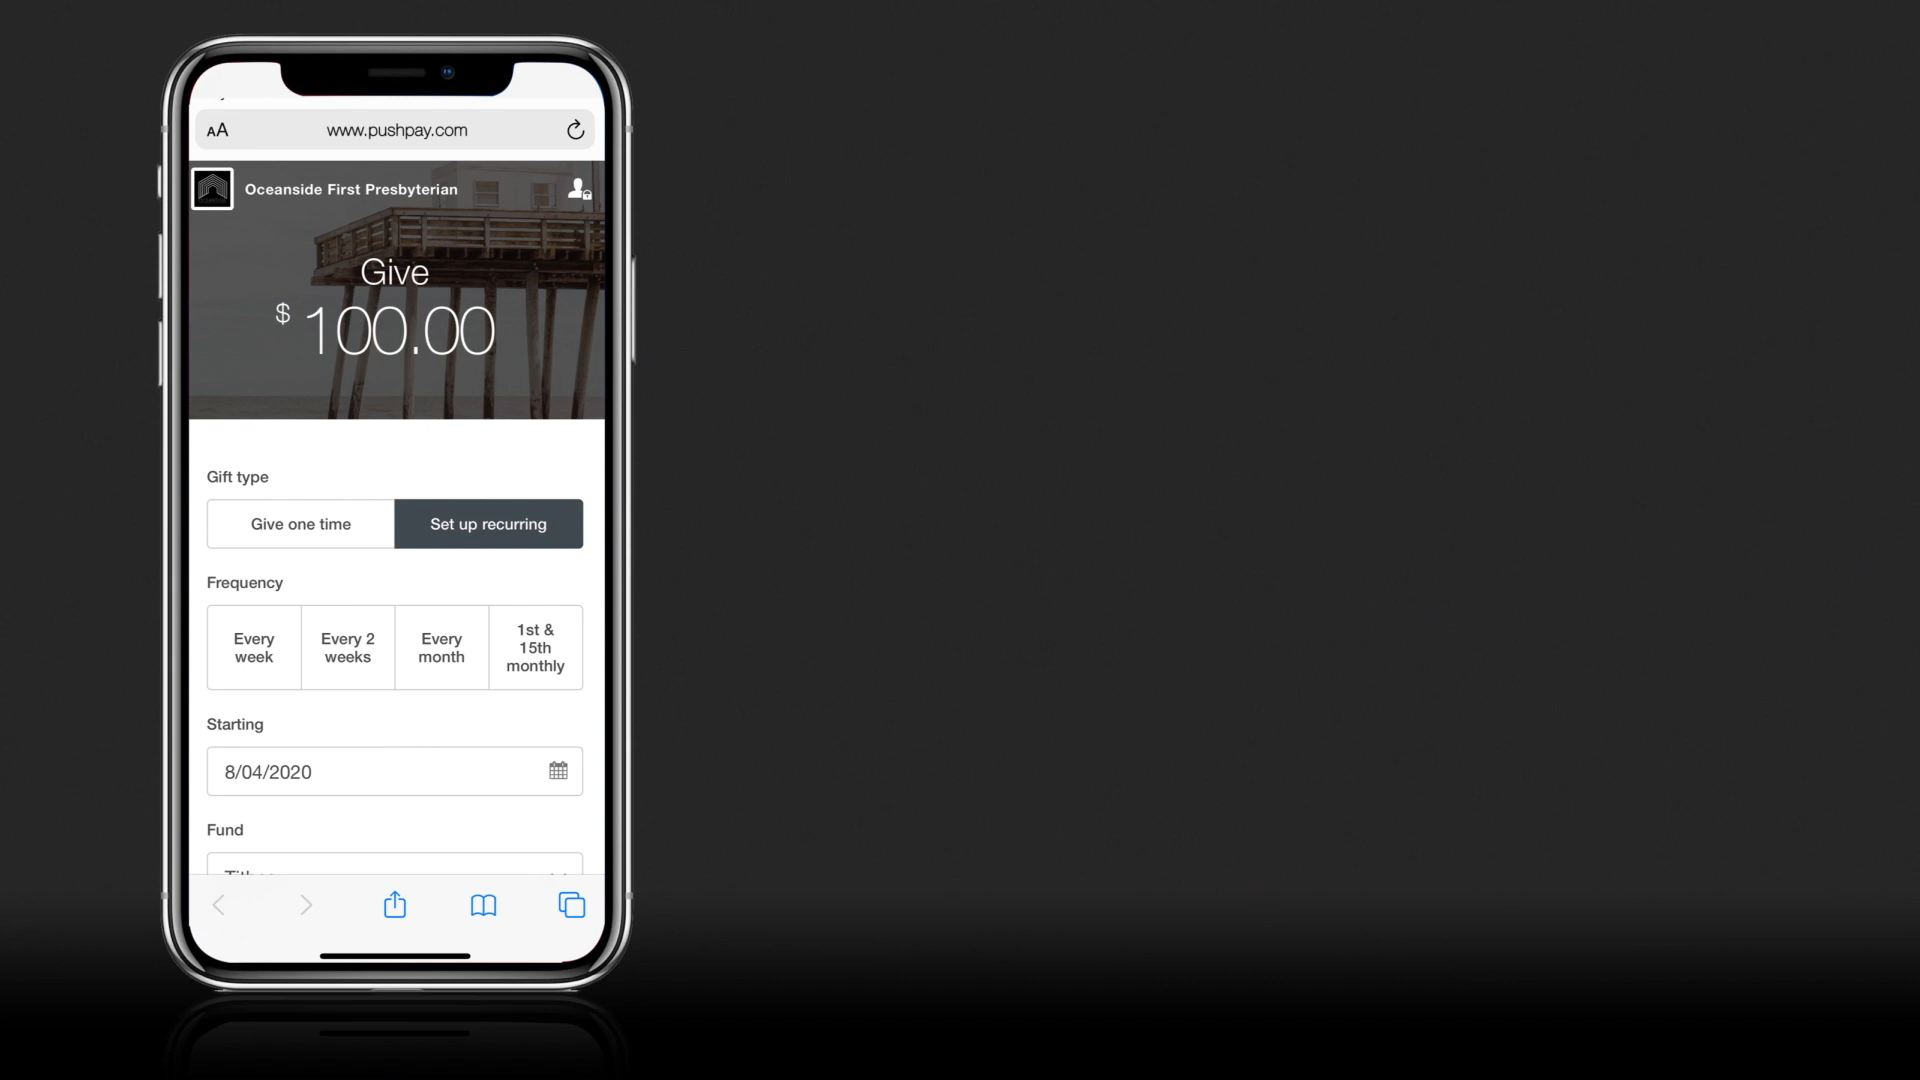 AA www.pushpay.com
Oceanside First Presbyterian
Give
$ 100.00
Gift type
Give one time Set up recurring
Frequency
Every week
Every 2 weeks
Every month
1st & 15th monthly
Starting
8/04/2020
Fund